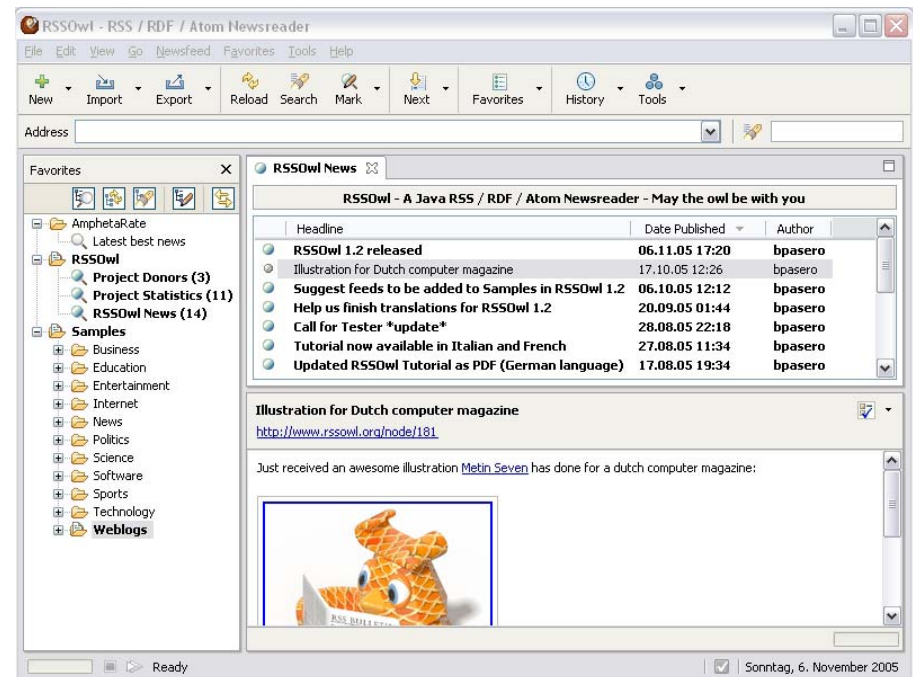 RSSOwl - RSS / RDF / Atom Newsreader
File Edit View Go Newsfeed Favorites Tools Help
New Import Export Reload Search Mark Next Favorites History Tools
Address
Favorites
AmphetaRate
Latest best news
RSSOwl
Project Donors (3)
Project Statistics (11)
RSSOwl News (14)
Samples
Business
Education
Entertainment
Internet
News
Politics
Science
Software
Sports
Technology
Weblogs
RSSOwl News
RSSOwl - A Java RSS / RDF / Atom Newsreader - May the owl be with you
Headline Date Published Author
RSSOwl 1.2 released 06.11.05 17:20 bpasero
Illustration for Dutch computer magazine 17.10.05 12:26 bpasero
Suggest feeds to be added to Samples in RSSOwl 1.2 06.10.05 12:12 bpasero
Help us finish translations for RSSOwl 1.2 20.09.05 01:44 bpasero
Call for Tester *update* 28.08.05 22:18 bpasero
Tutorial now available in Italian and French 27.08.05 11:34 bpasero
Updated RSSOwl Tutorial as PDF (German language) 17.08.05 19:34 bpasero
Illustration for Dutch computer magazine
http://www.rssowl.org/node/181
Just received an awesome illustration Metin Seven has done for a dutch computer magazine:
RSS BULLETIN
Ready
Sonntag, 6. November 2005